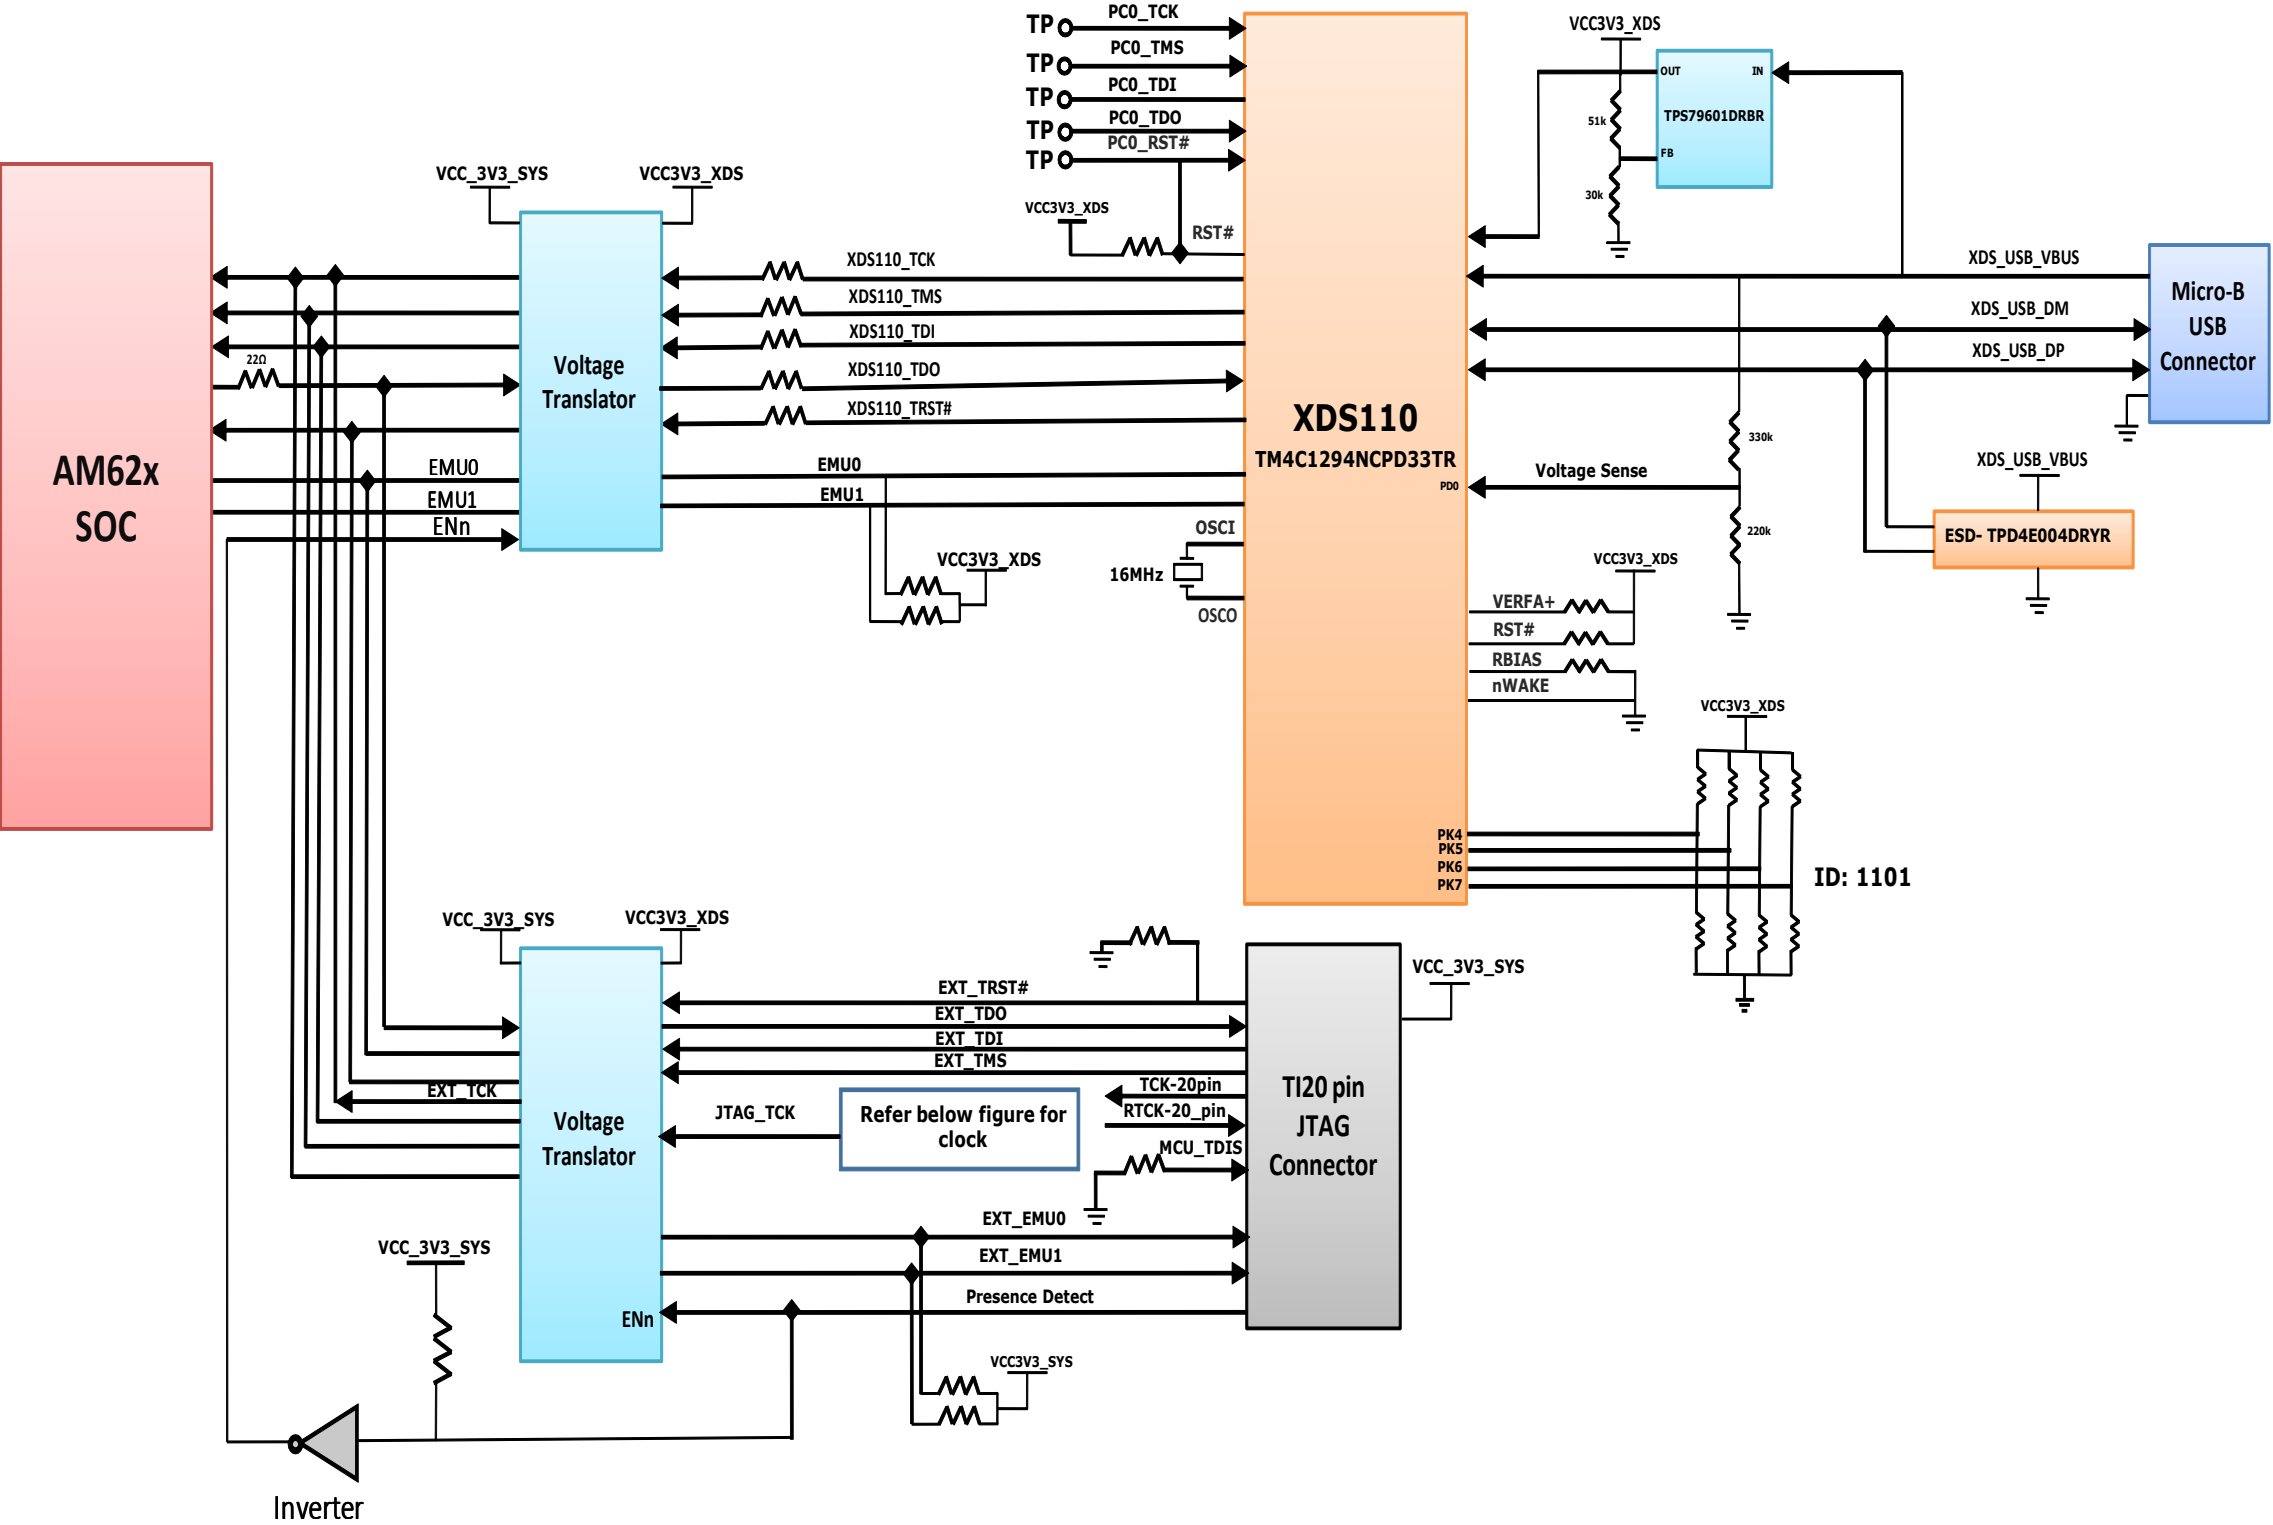 TP PC0_TCK
TP PC0_TMS
TP PC0_TDI
TP PC0_TDO
TP PC0_RST#
VCC3V3_XDS
RST#
VCC3V3_XDS
OUT IN
TPS79601DRBR
FB
51k
30k
VCC_3V3_SYS
VCC3V3_XDS
XDS110_TCK
XDS110_TMS
XDS110_TDI
XDS110_TDO
XDS110_TRST#
22Ω
Voltage
Translator
AM62x
SOC
EMU0
EMU1
ENn
EMU0
EMU1
VCC3V3_XDS
OSCI
16MHz
OSCO
XDS110
TM4C1294NCPD33TR
PD0
Voltage Sense
330k
220k
XDS_USB_VBUS
XDS_USB_DM
XDS_USB_DP
Micro-B
USB
Connector
XDS_USB_VBUS
ESD- TPD4E004DRYR
VCC3V3_XDS
VERFA+
RST#
RBIAS
nWAKE
VCC3V3_XDS
PK4
PK5
PK6
PK7
ID: 1101
VCC_3V3_SYS
VCC3V3_XDS
EXT_TCK
Voltage
Translator
ENn
EXT_TRST#
EXT_TDO
EXT_TDI
EXT_TMS
TCK-20pin
RTCK-20_pin
MCU_TDIS
JTAG_TCK
Refer below figure for
clock
VCC_3V3_SYS
TI20 pin
JTAG
Connector
EXT_EMU0
EXT_EMU1
Presence Detect
VCC3V3_SYS
VCC_3V3_SYS
Inverter